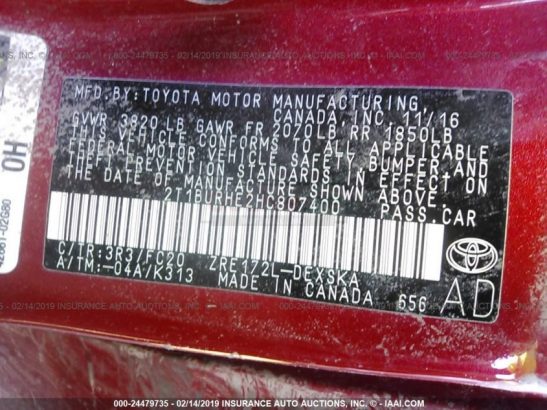 MFD. BY: TOYOTA MOTOR MANUFACTURING,
CANADA, INC. 11/16
GVWR 3820 LB GAWR FR 2070LB RR 1850LB
THIS VEHICLE CONFORMS TO ALL APPLICABLE
FEDERAL MOTOR VEHICLE SAFETY, BUMPER, AND
THEFT PREVENTION STANDARDS IN EFFECT ON
THE DATE OF MANUFACTURE SHOWN ABOVE.
2T1BURHE2HC807400 PASS.CAR
C/TR:3R3/FC20 ZRE172L-DEXSKA
A/TM:-04A/K313
MADE IN CANADA 656 AD
HO
42661-02G80
000-24479735 - 02/14/2019 INSURANCE AUTO AUCTIONS, INC. - © IAAI.COM